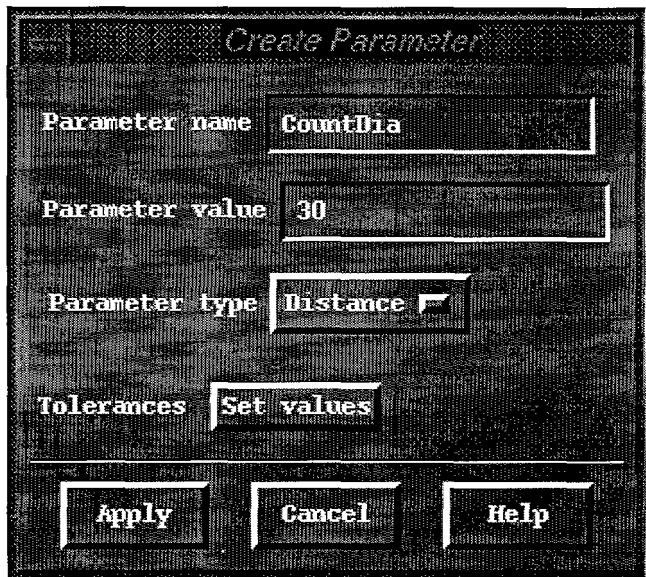 Create Parameter
Parameter name CountDia
Parameter value 30
Parameter type Distance
Tolerances Set values
Apply Cancel Help